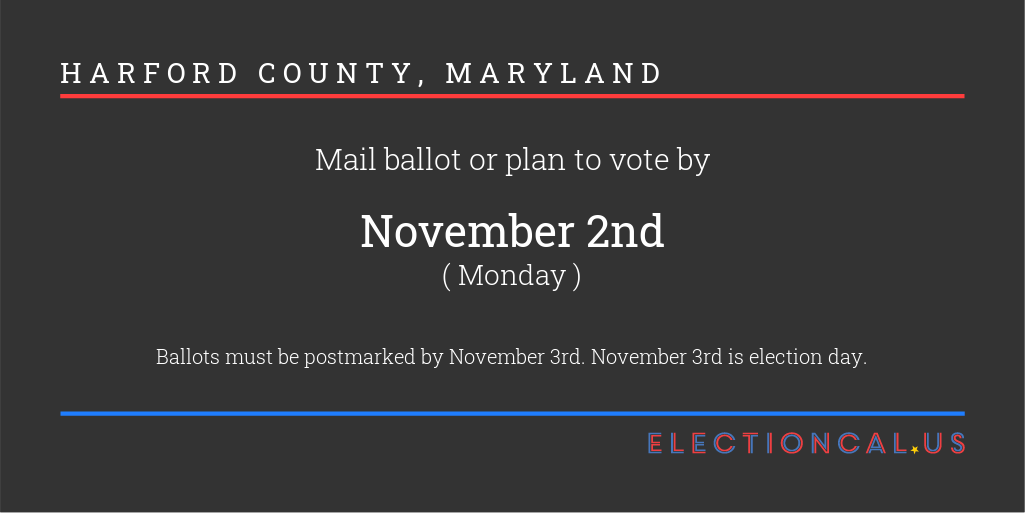 HARFORD COUNTY, MARYLAND
Mail ballot or plan to vote by
November 2nd
( Monday )
Ballots must be postmarked by November 3rd. November 3rd is election day.
ELECTIONCAL.US